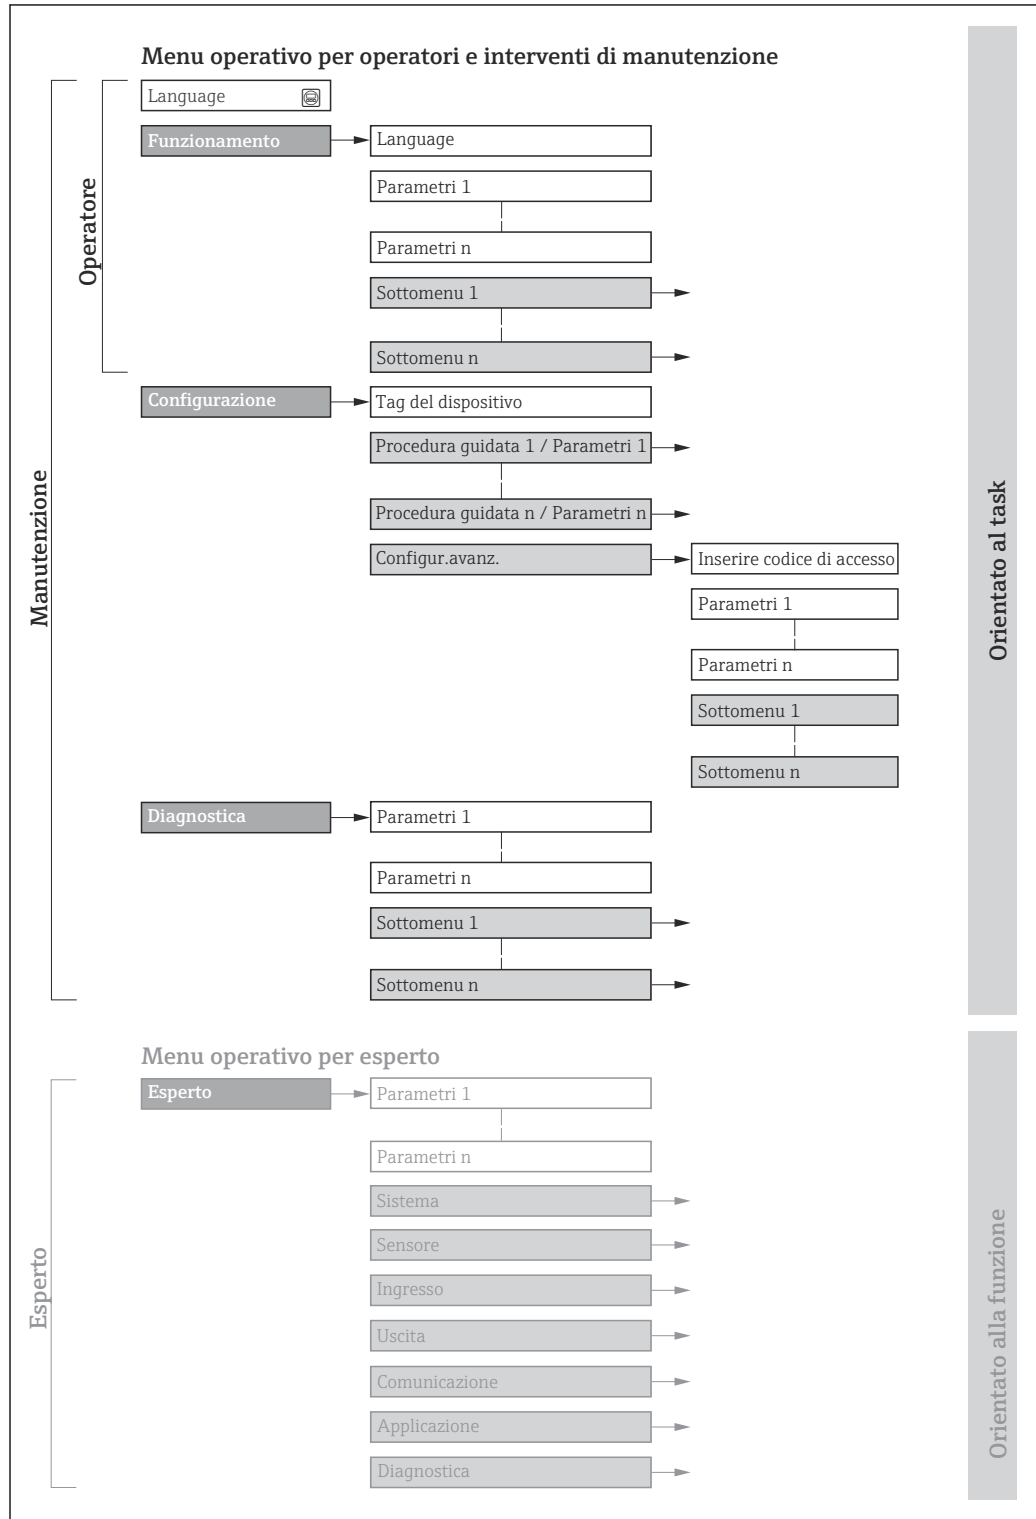 Menu operativo per operatori e interventi di manutenzione
Language
Funzionamento
Language
Parametri 1
Parametri n
Sottomenu 1
Sottomenu n
Operatore
Configurazione
Tag del dispositivo
Procedura guidata 1 / Parametri 1
Procedura guidata n / Parametri n
Configur.avanz.
Inserire codice di accesso
Parametri 1
Parametri n
Sottomenu 1
Sottomenu n
Manutenzione
Orientato al task
Diagnostica
Parametri 1
Parametri n
Sottomenu 1
Sottomenu n
Menu operativo per esperto
Esperto
Parametri 1
Parametri n
Sistema
Sensore
Ingresso
Uscita
Comunicazione
Applicazione
Diagnostica
Esperto
Orientato alla funzione